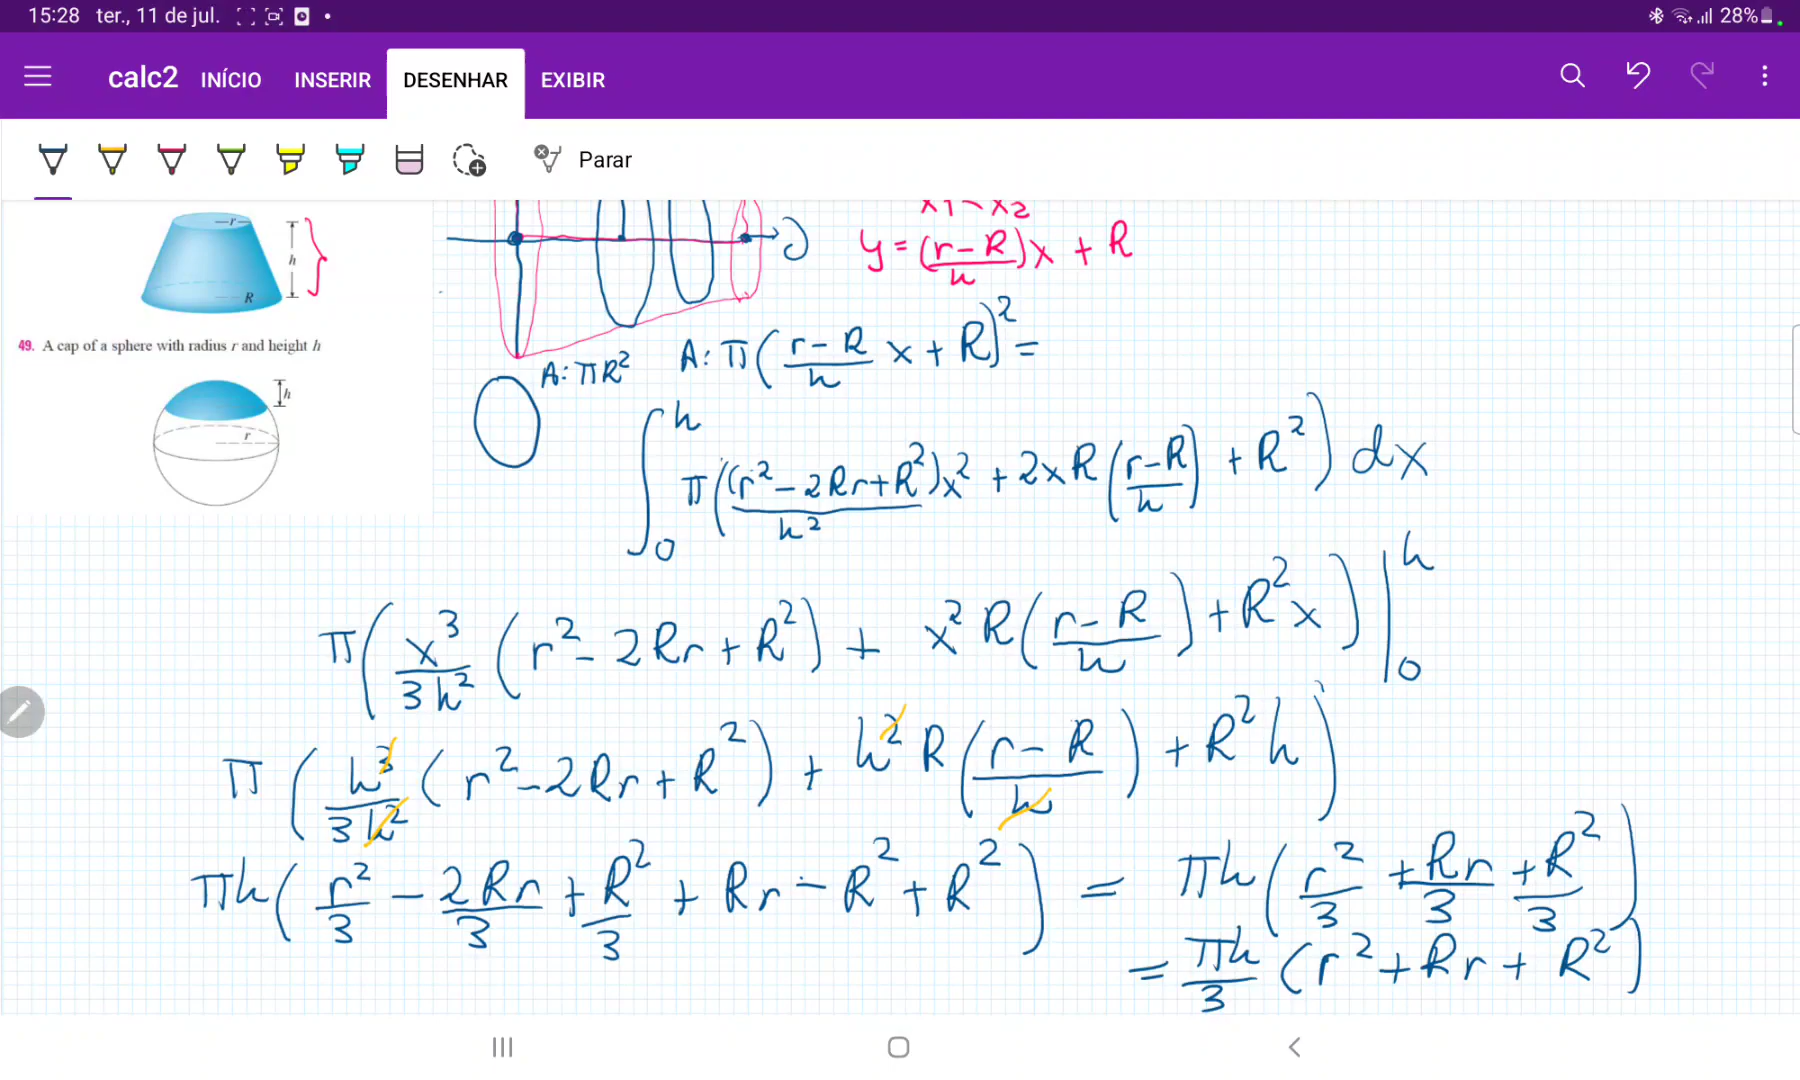 15:28 ter., 11 de jul. 28%
calc2 INÍCIO INSERIR DESENHAR EXIBIR
Parar
r
h
R
49. A cap of a sphere with radius r and height h
h
r
x1 - x2
y = (r-R/h)x + R
A: πR²
A: π(r-R/h x + R)² =
∫₀ʰ π((r²-2Rr+R²)x²/h² + 2xR(r-R/h) + R²) dx
π(x³/3h² (r²-2Rr+R²) + x²R(r-R/h) + R²x)|₀ʰ
π(h³/3h² (r²-2Rr+R²) + h²R(r-R/h) + R²h)
πh(r²/3 - 2Rr/3 + R²/3 + Rr - R² + R²) = πh(r²/3 + Rr/3 + R²/3)
= πh/3 (r² + Rr + R²)